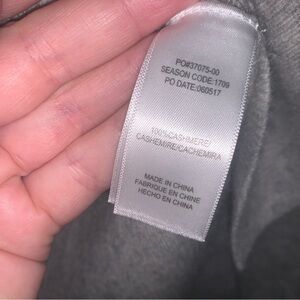 PO#37075-00
SEASON CODE:1709
PO DATE:060517
100%CASHMERE/
CASHEMIRE/CACHEMIRA
MADE IN CHINA
FABRIQUE EN CHINE
HECHO EN CHINA